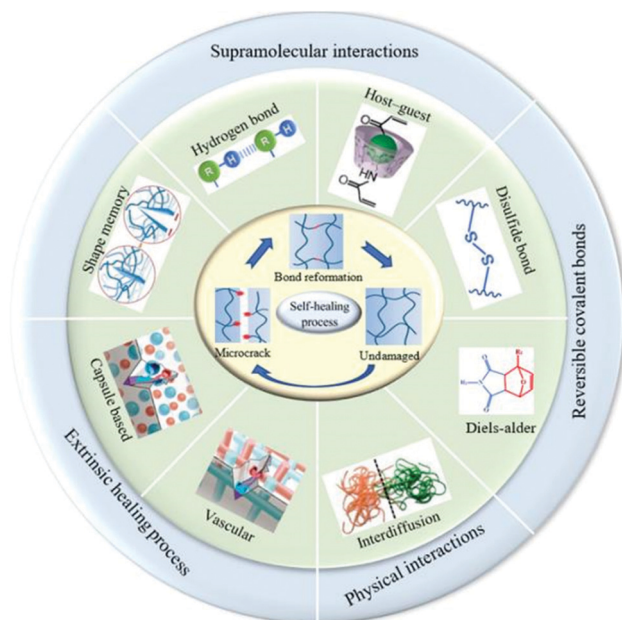 Supramolecular interactions
Hydrogen bond
R
H
R
H
Host–guest
O
HN
O
Shape memory
Disulfide bond
S
S
Reversible covalent bonds
Bond reformation
Self-healing
process
Microcrack
Undamaged
Capsule based
O
N
O
O
Diels-alder
Extrinsic healing process
Vascular
Interdiffusion
Physical interactions